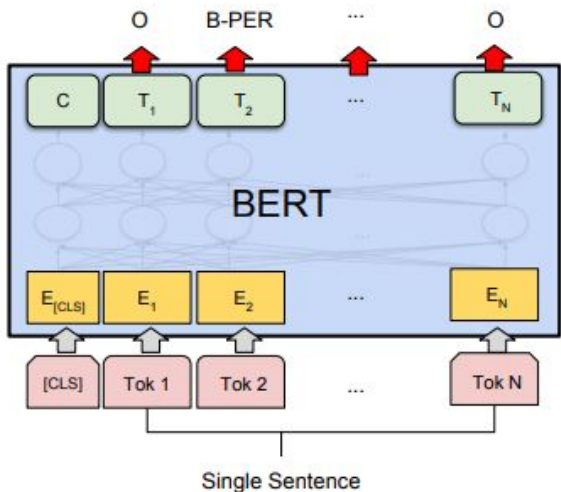 O B-PER ... O
C T1 T2 ... TN
...
BERT
...
E[CLS] E1 E2 ... EN
[CLS] Tok 1 Tok 2 ... Tok N
Single Sentence